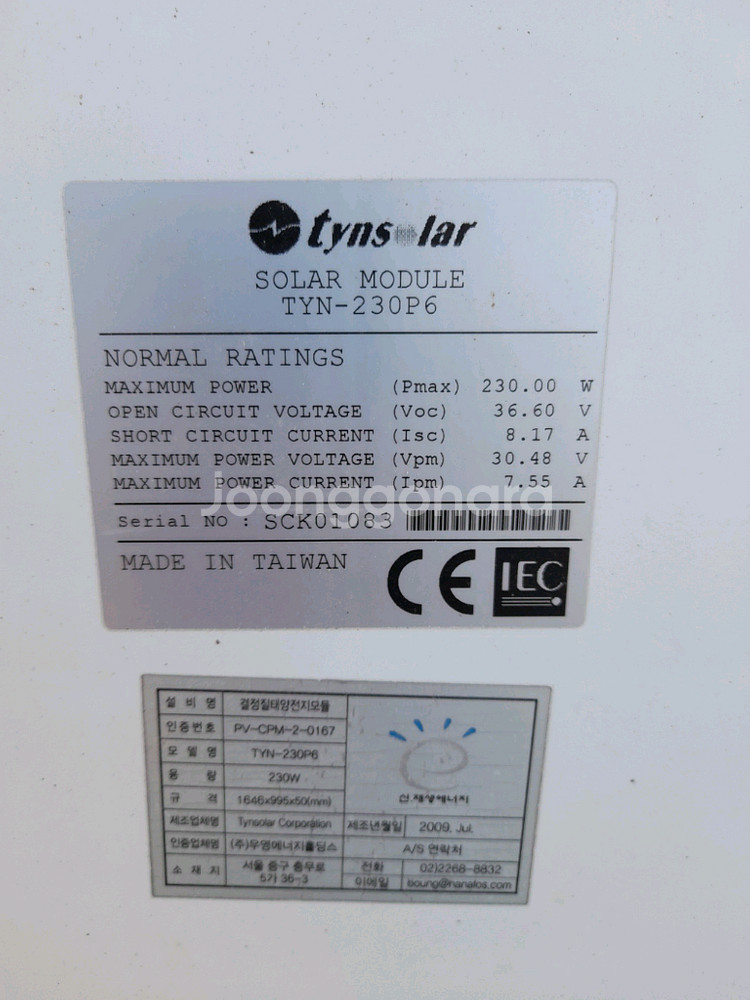 tynsolar
SOLAR MODULE
TYN-230P6
NORMAL RATINGS
MAXIMUM POWER (Pmax) 230.00 W
OPEN CIRCUIT VOLTAGE (Voc) 36.60 V
SHORT CIRCUIT CURRENT (Isc) 8.17 A
MAXIMUM POWER VOLTAGE (Vpm) 30.48 V
MAXIMUM POWER CURRENT (Ipm) 7.55 A
Joonggonara
Serial NO : SCK01083
MADE IN TAIWAN CE IEC
설 비 명 결정질태양전지모듈
인증번호 PV-CPM-2-0167
모 델 명 TYN-230P6
용 량 230W
신.재생에너지
규 격 1646x995x50(mm)
제조업체명 Tynsolar Corporation 제조년월일 2009. Jul.
인증업체명 (주)우영에너지홀딩스 A/S 연락처
소 재 지 서울 중구 충무로 전화 02)2268-8832
5가 36-3 이메일